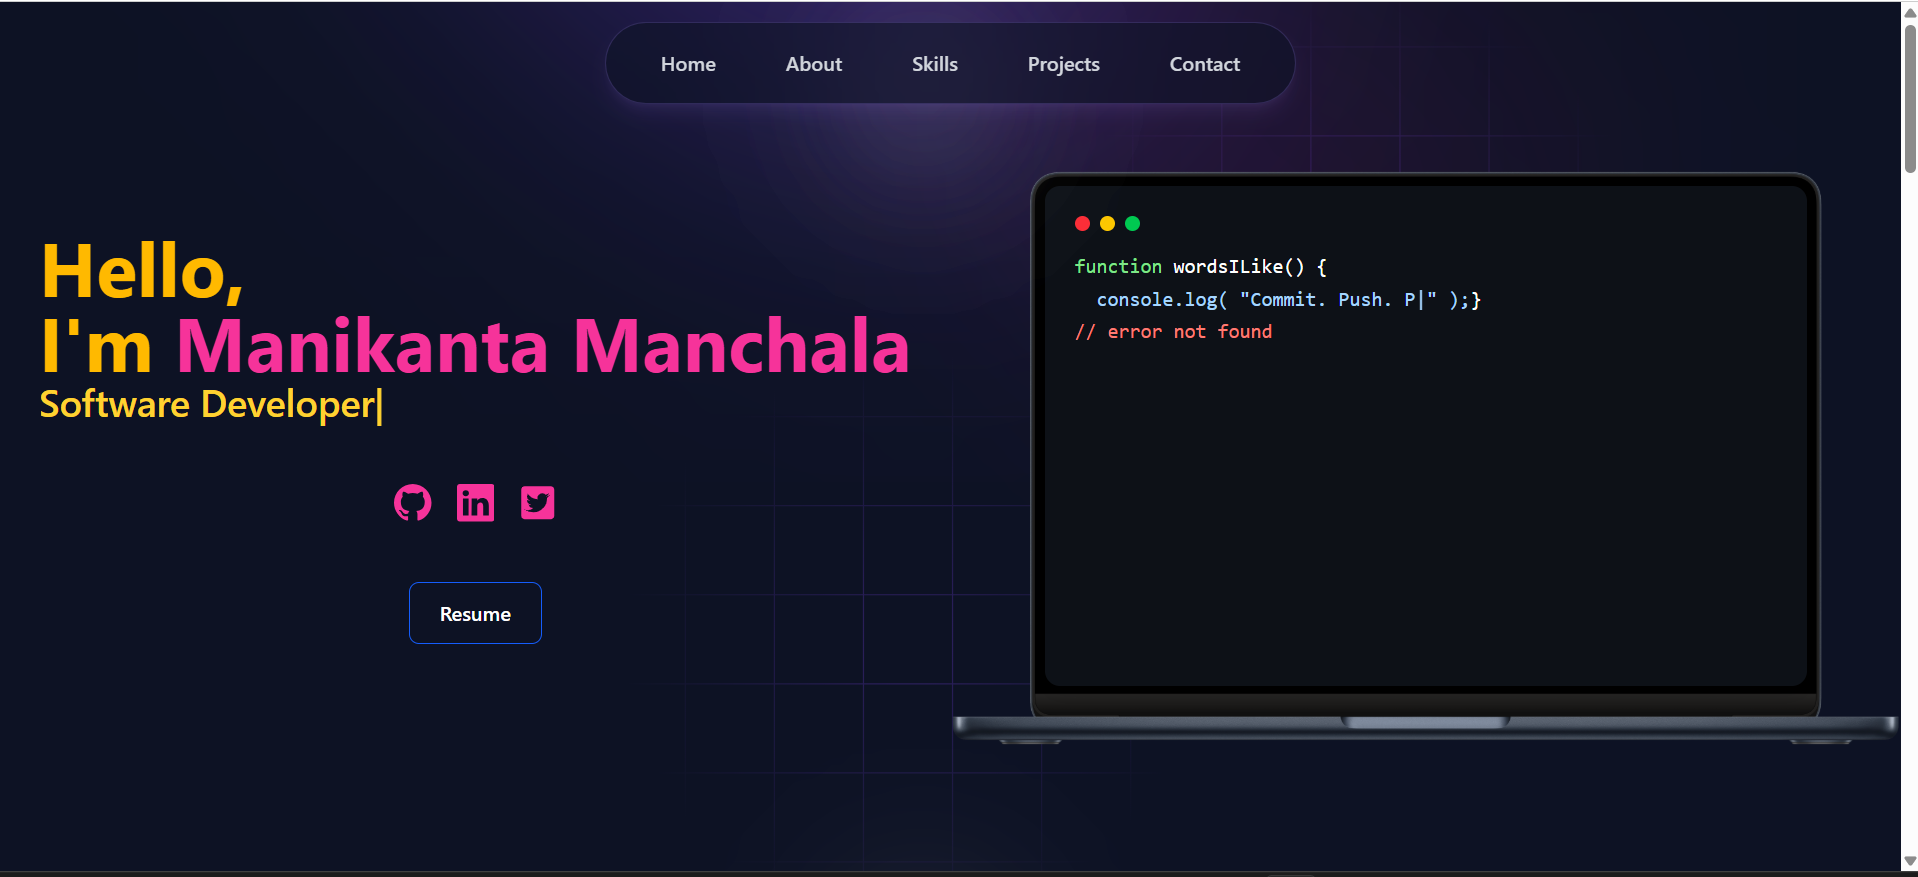 Home About Skills Projects Contact
Hello,
I'm Manikanta Manchala
Software Developer|
in
Resume
function wordsILike() {
  console.log( "Commit. Push. P|" );}
// error not found